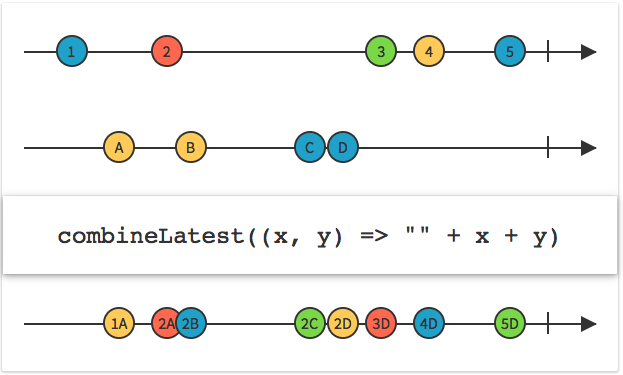 1 2 3 4 5
A B C D
combineLatest((x, y) => "" + x + y)
1A 2A 2B 2C 2D 3D 4D 5D